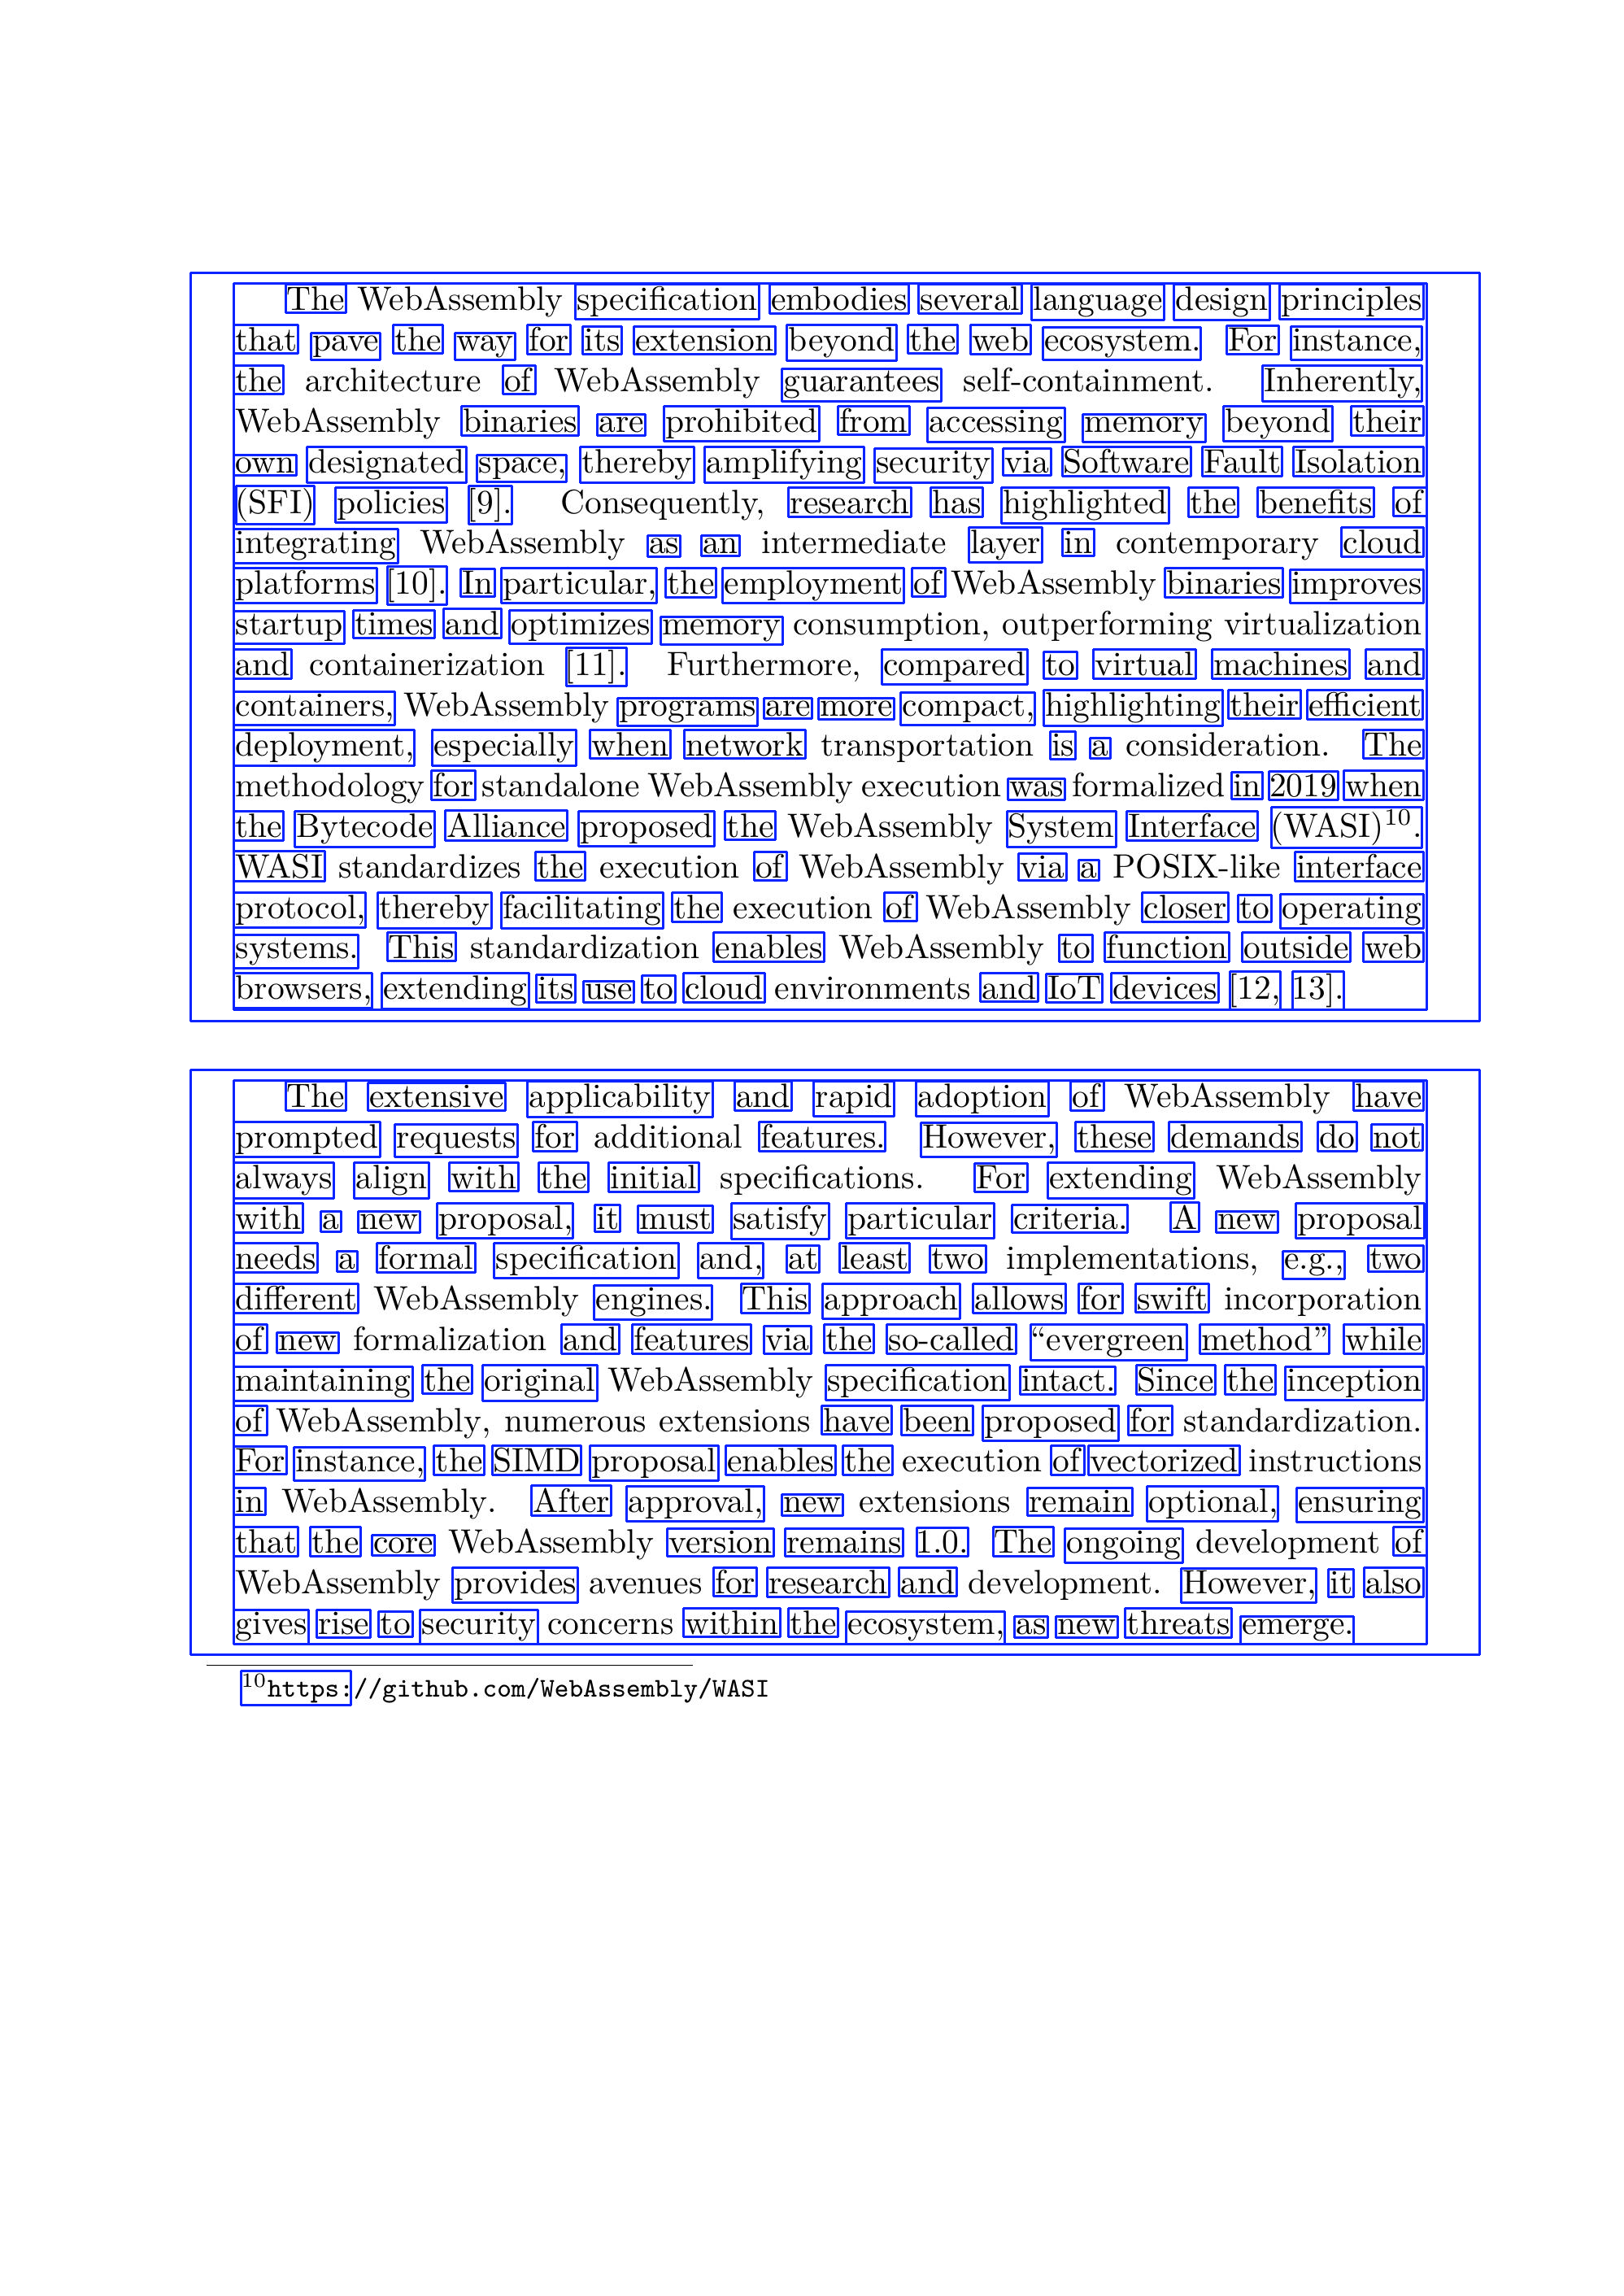 The WebAssembly specification embodies several language design principles
that pave the way for its extension beyond the web ecosystem. For instance,
the architecture of WebAssembly guarantees self-containment. Inherently,
WebAssembly binaries are prohibited from accessing memory beyond their
own designated space, thereby amplifying security via Software Fault Isolation
(SFI) policies [9]. Consequently, research has highlighted the benefits of
integrating WebAssembly as an intermediate layer in contemporary cloud
platforms [10]. In particular, the employment of WebAssembly binaries improves
startup times and optimizes memory consumption, outperforming virtualization
and containerization [11]. Furthermore, compared to virtual machines and
containers, WebAssembly programs are more compact, highlighting their efficient
deployment, especially when network transportation is a consideration. The
methodology for standalone WebAssembly execution was formalized in 2019 when
the Bytecode Alliance proposed the WebAssembly System Interface (WASI)¹⁰.
WASI standardizes the execution of WebAssembly via a POSIX-like interface
protocol, thereby facilitating the execution of WebAssembly closer to operating
systems. This standardization enables WebAssembly to function outside web
browsers, extending its use to cloud environments and IoT devices [12, 13].
The extensive applicability and rapid adoption of WebAssembly have
prompted requests for additional features. However, these demands do not
always align with the initial specifications. For extending WebAssembly
with a new proposal, it must satisfy particular criteria. A new proposal
needs a formal specification and, at least two implementations, e.g., two
different WebAssembly engines. This approach allows for swift incorporation
of new formalization and features via the so-called “evergreen method” while
maintaining the original WebAssembly specification intact. Since the inception
of WebAssembly, numerous extensions have been proposed for standardization.
For instance, the SIMD proposal enables the execution of vectorized instructions
in WebAssembly. After approval, new extensions remain optional, ensuring
that the core WebAssembly version remains 1.0. The ongoing development of
WebAssembly provides avenues for research and development. However, it also
gives rise to security concerns within the ecosystem, as new threats emerge.
¹⁰https://github.com/WebAssembly/WASI